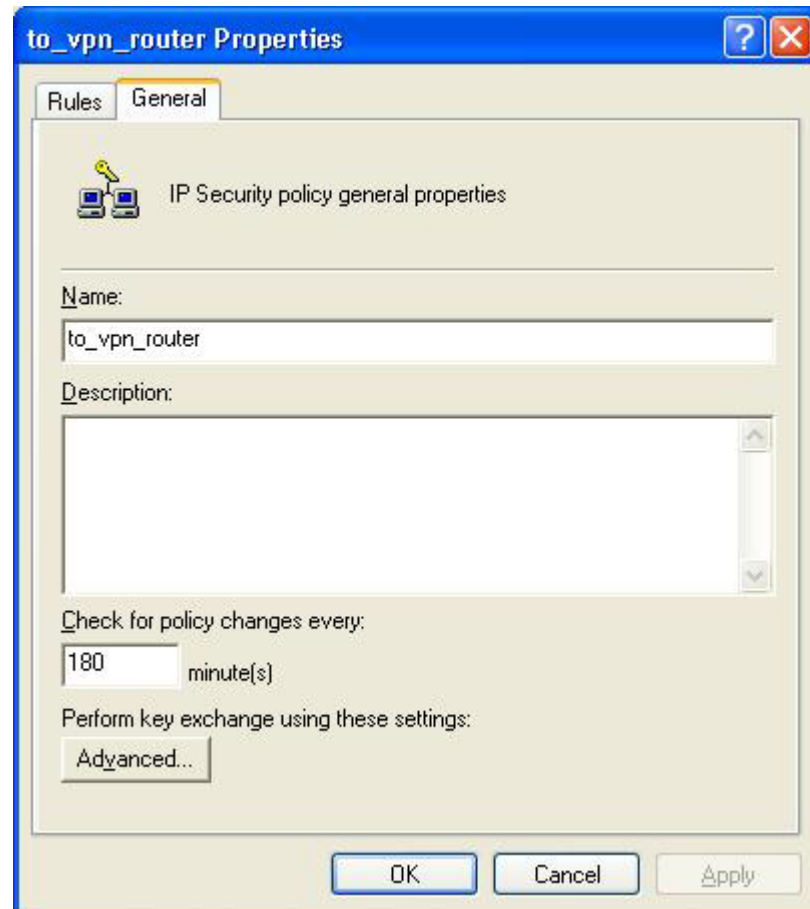 to_vpn_router Properties
Rules General
IP Security policy general properties
Name:
to_vpn_router
Description:
Check for policy changes every:
180 minute(s)
Perform key exchange using these settings:
Advanced...
OK Cancel Apply